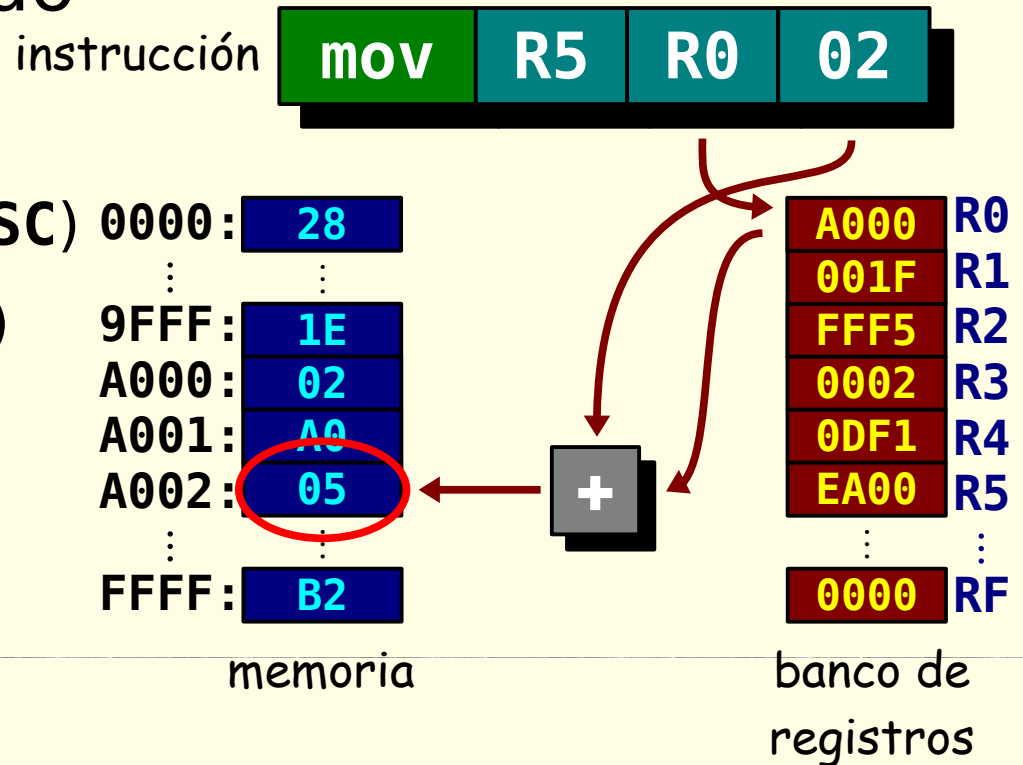 instrucción mov R5 R0 02
SC) 0000: 28 A000 R0
⋮ ⋮ 001F R1
) 9FFF: 1E FFF5 R2
A000: 02 0002 R3
A001: A0 0DF1 R4
A002: 05 + EA00 R5
⋮ ⋮ ⋮ ⋮
FFFF: B2 0000 RF
memoria banco de
registros